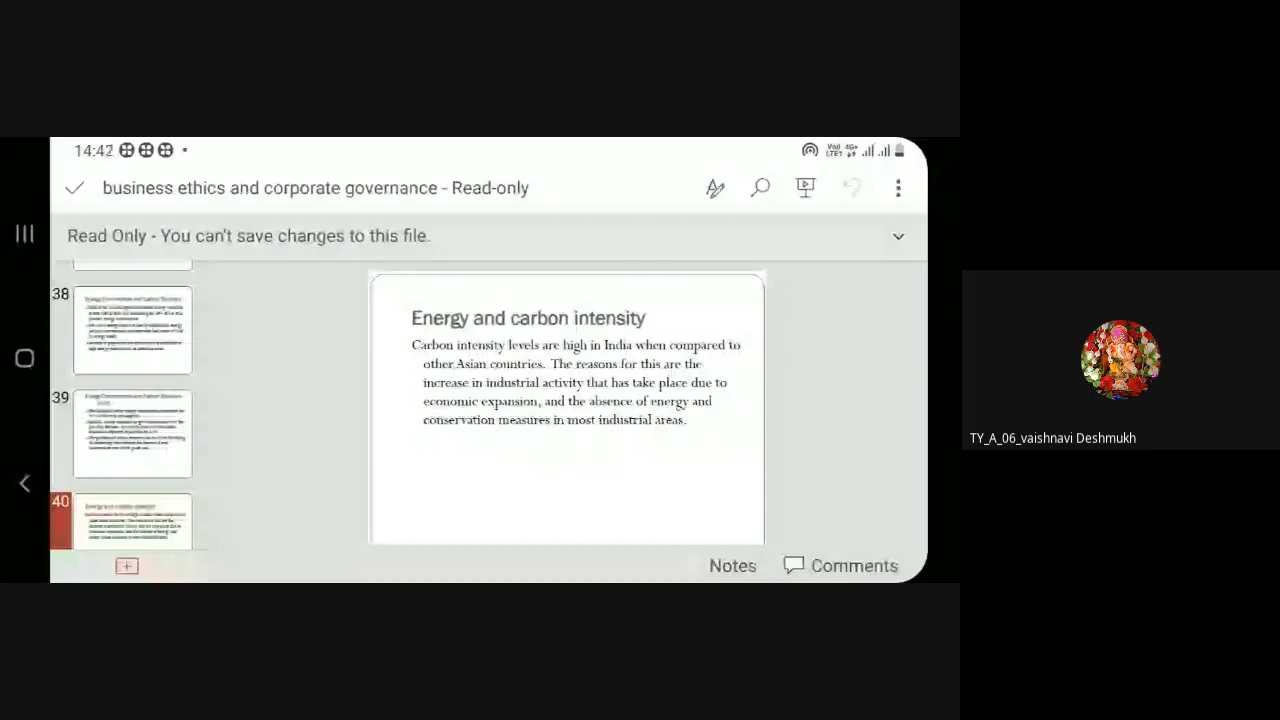 14:42
Voll 4G+
LTE1
business ethics and corporate governance - Read-only
Read Only - You can't save changes to this file.
38
39
40
Energy and carbon intensity
Carbon intensity levels are high in India when compared to
other Asian countries. The reasons for this are the
increase in industrial activity that has take place due to
economic expansion, and the absence of energy and
conservation measures in most industrial areas.
Notes
Comments
TY_A_06_vaishnavi Deshmukh